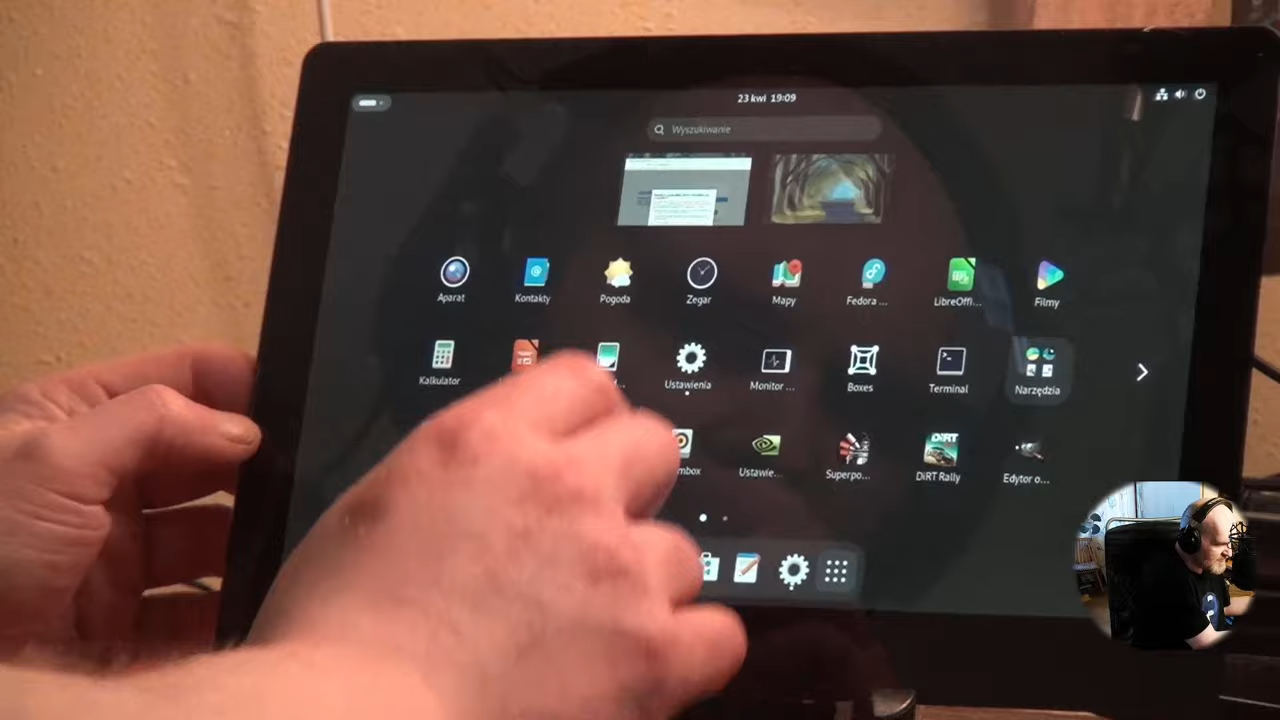 23 kwi 19:09
Wyszukiwanie
Aparat
Kontakty
Pogoda
Zegar
Mapy
Fedora ...
LibreOffi...
Filmy
Kalkulator
Ustawienia
Monitor ...
Boxes
Terminal
Narzędzia
mbox
Ustawie...
Superpo...
DiRT
DiRT Rally
Edytor o...